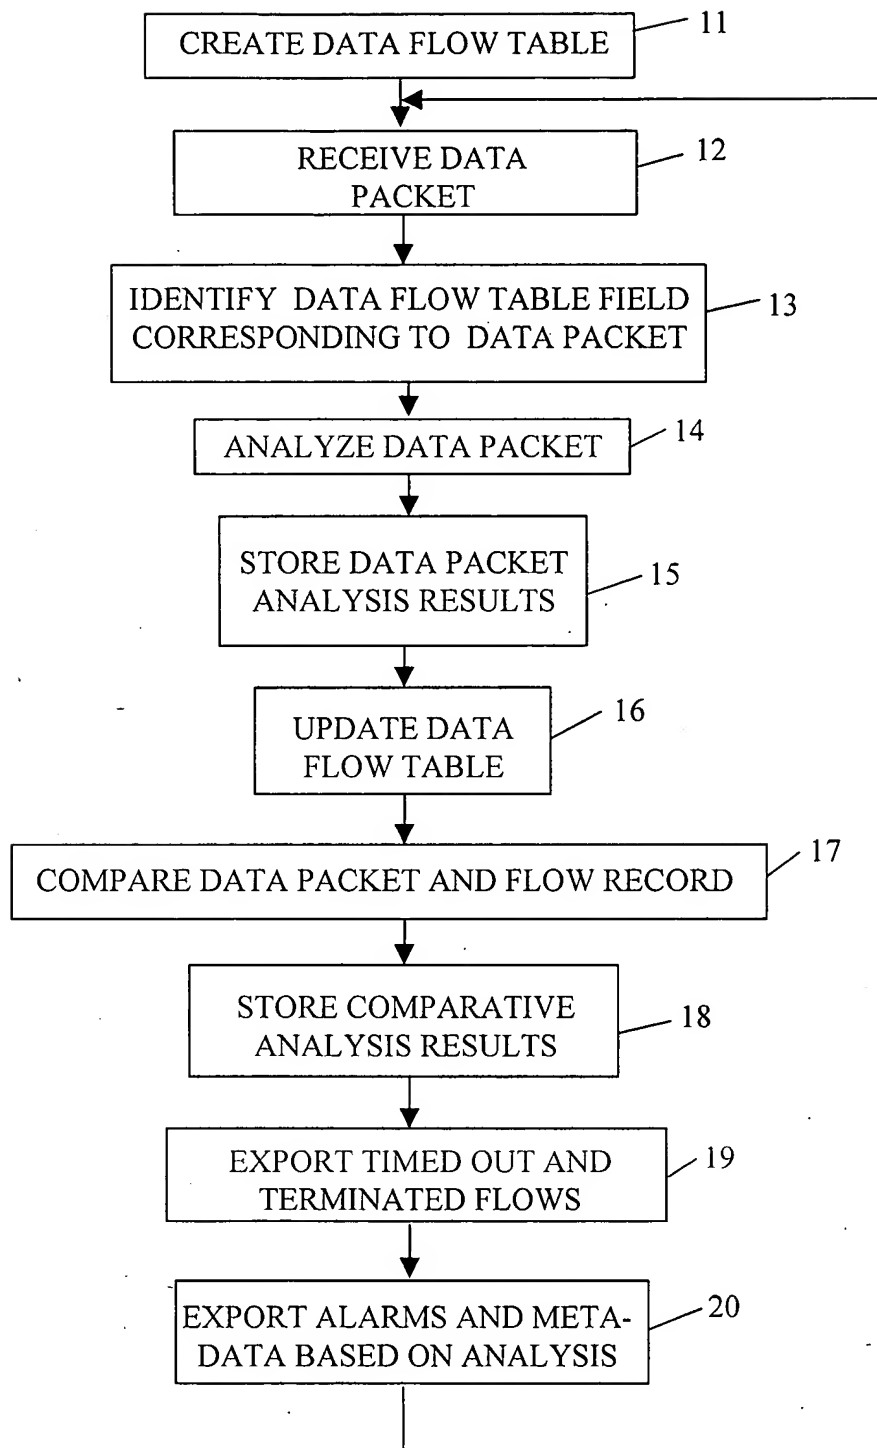 CREATE DATA FLOW TABLE
11
RECEIVE DATA
PACKET
12
IDENTIFY DATA FLOW TABLE FIELD
CORRESPONDING TO DATA PACKET
13
ANALYZE DATA PACKET
14
STORE DATA PACKET
ANALYSIS RESULTS
15
UPDATE DATA
FLOW TABLE
16
COMPARE DATA PACKET AND FLOW RECORD
17
STORE COMPARATIVE
ANALYSIS RESULTS
18
EXPORT TIMED OUT AND
TERMINATED FLOWS
19
EXPORT ALARMS AND META-
DATA BASED ON ANALYSIS
20